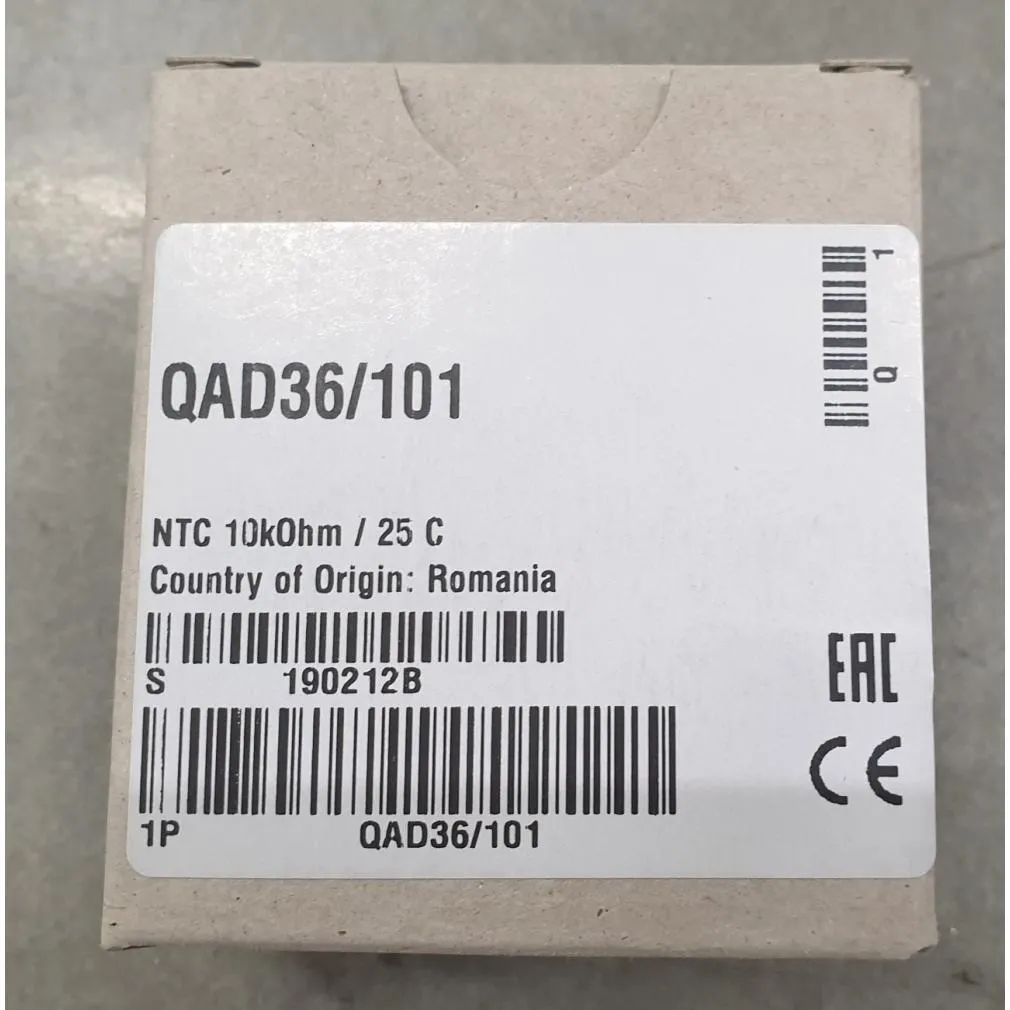 Q 1
QAD36/101
NTC 10kOhm / 25 C
Country of Origin: Romania
S 190212B
EAC
CE
1P QAD36/101